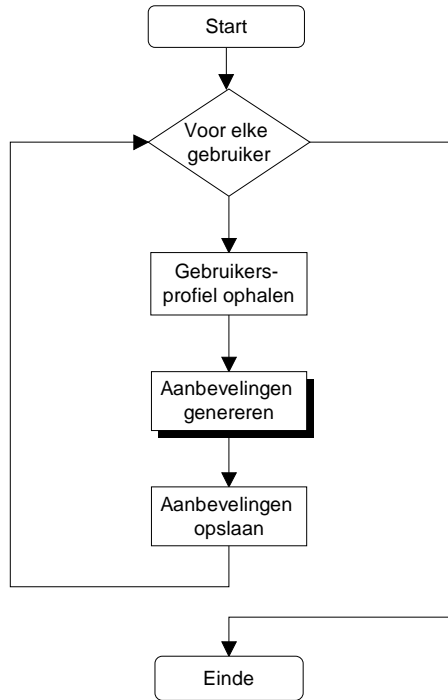 Start
Voor elke
gebruiker
Gebruikers-
profiel ophalen
Aanbevelingen
genereren
Aanbevelingen
opslaan
Einde